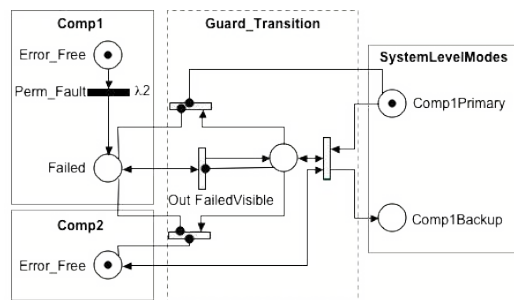 Comp1
Guard_Transition
Error_Free
SystemLevelModes
Perm_Fault λ2
Comp1Primary
Failed
Out FailedVisible
Comp2
Comp1Backup
Error_Free